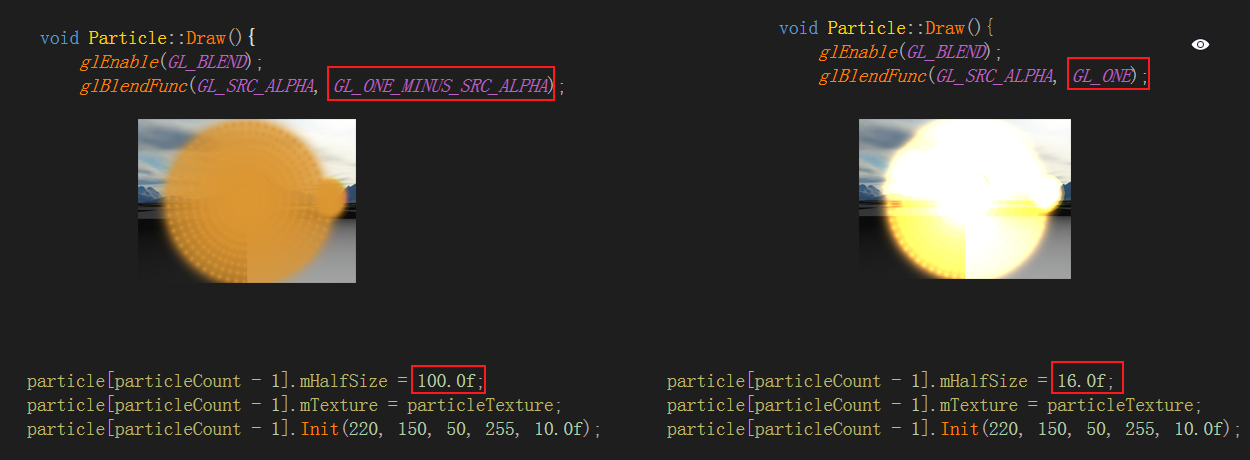 void Particle::Draw(){
glEnable(GL_BLEND);
glBlendFunc(GL_SRC_ALPHA, GL_ONE_MINUS_SRC_ALPHA);
void Particle::Draw(){
glEnable(GL_BLEND);
glBlendFunc(GL_SRC_ALPHA, GL_ONE);
particle[particleCount - 1].mHalfSize = 100.0f;
particle[particleCount - 1].mTexture = particleTexture;
particle[particleCount - 1].Init(220, 150, 50, 255, 10.0f);
particle[particleCount - 1].mHalfSize = 16.0f;
particle[particleCount - 1].mTexture = particleTexture;
particle[particleCount - 1].Init(220, 150, 50, 255, 10.0f);